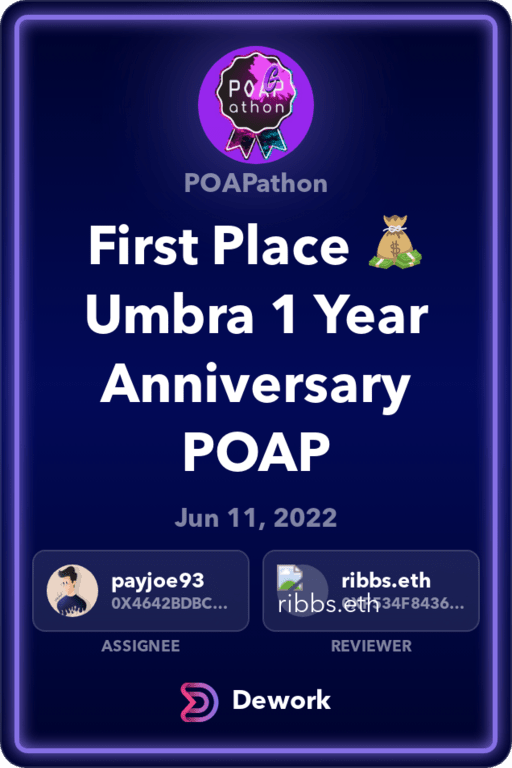 POAP
athon
POAPathon
First Place 💰
Umbra 1 Year
Anniversary
POAP
Jun 11, 2022
payjoe93
0X4642BDBC...
ribbs.eth
ribbs.eth
ASSIGNEE
REVIEWER
Dework